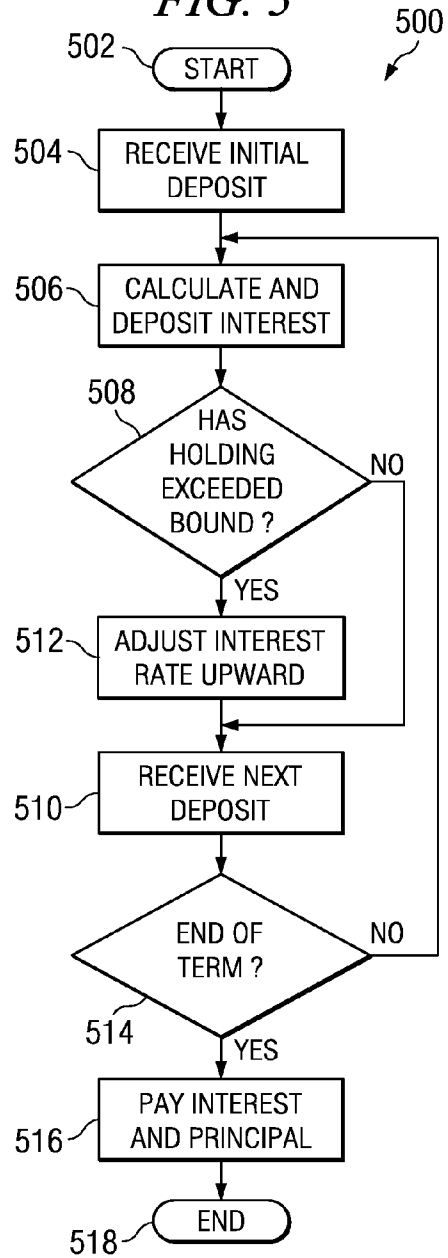 FIG. 5
500
502
START
504
RECEIVE INITIAL
DEPOSIT
506
CALCULATE AND
DEPOSIT INTEREST
508
HAS
HOLDING
EXCEEDED
BOUND ?
NO
YES
512
ADJUST INTEREST
RATE UPWARD
510
RECEIVE NEXT
DEPOSIT
END OF
TERM ?
NO
514
YES
516
PAY INTEREST
AND PRINCIPAL
518
END